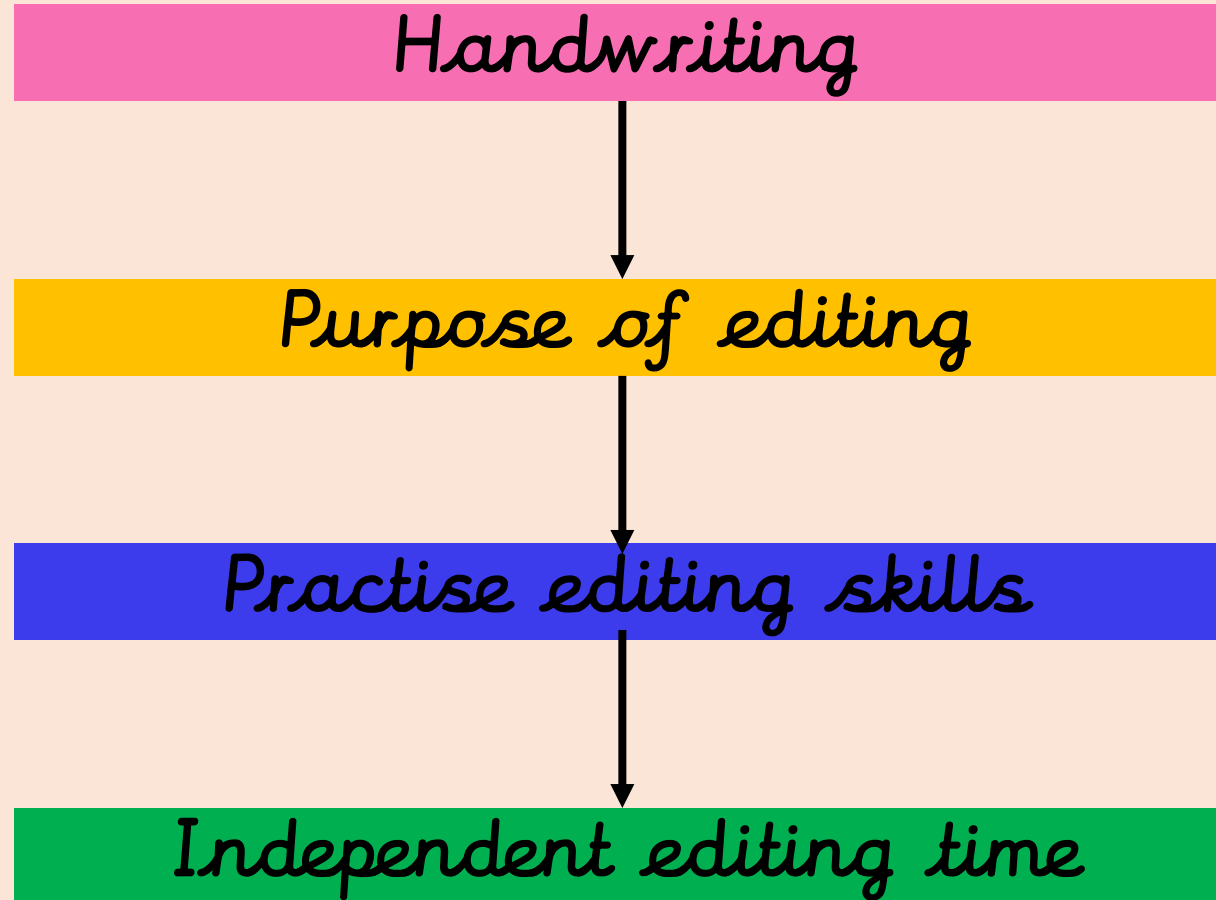 Handwriting
Purpose of editing
Practise editing skills
Independent editing time